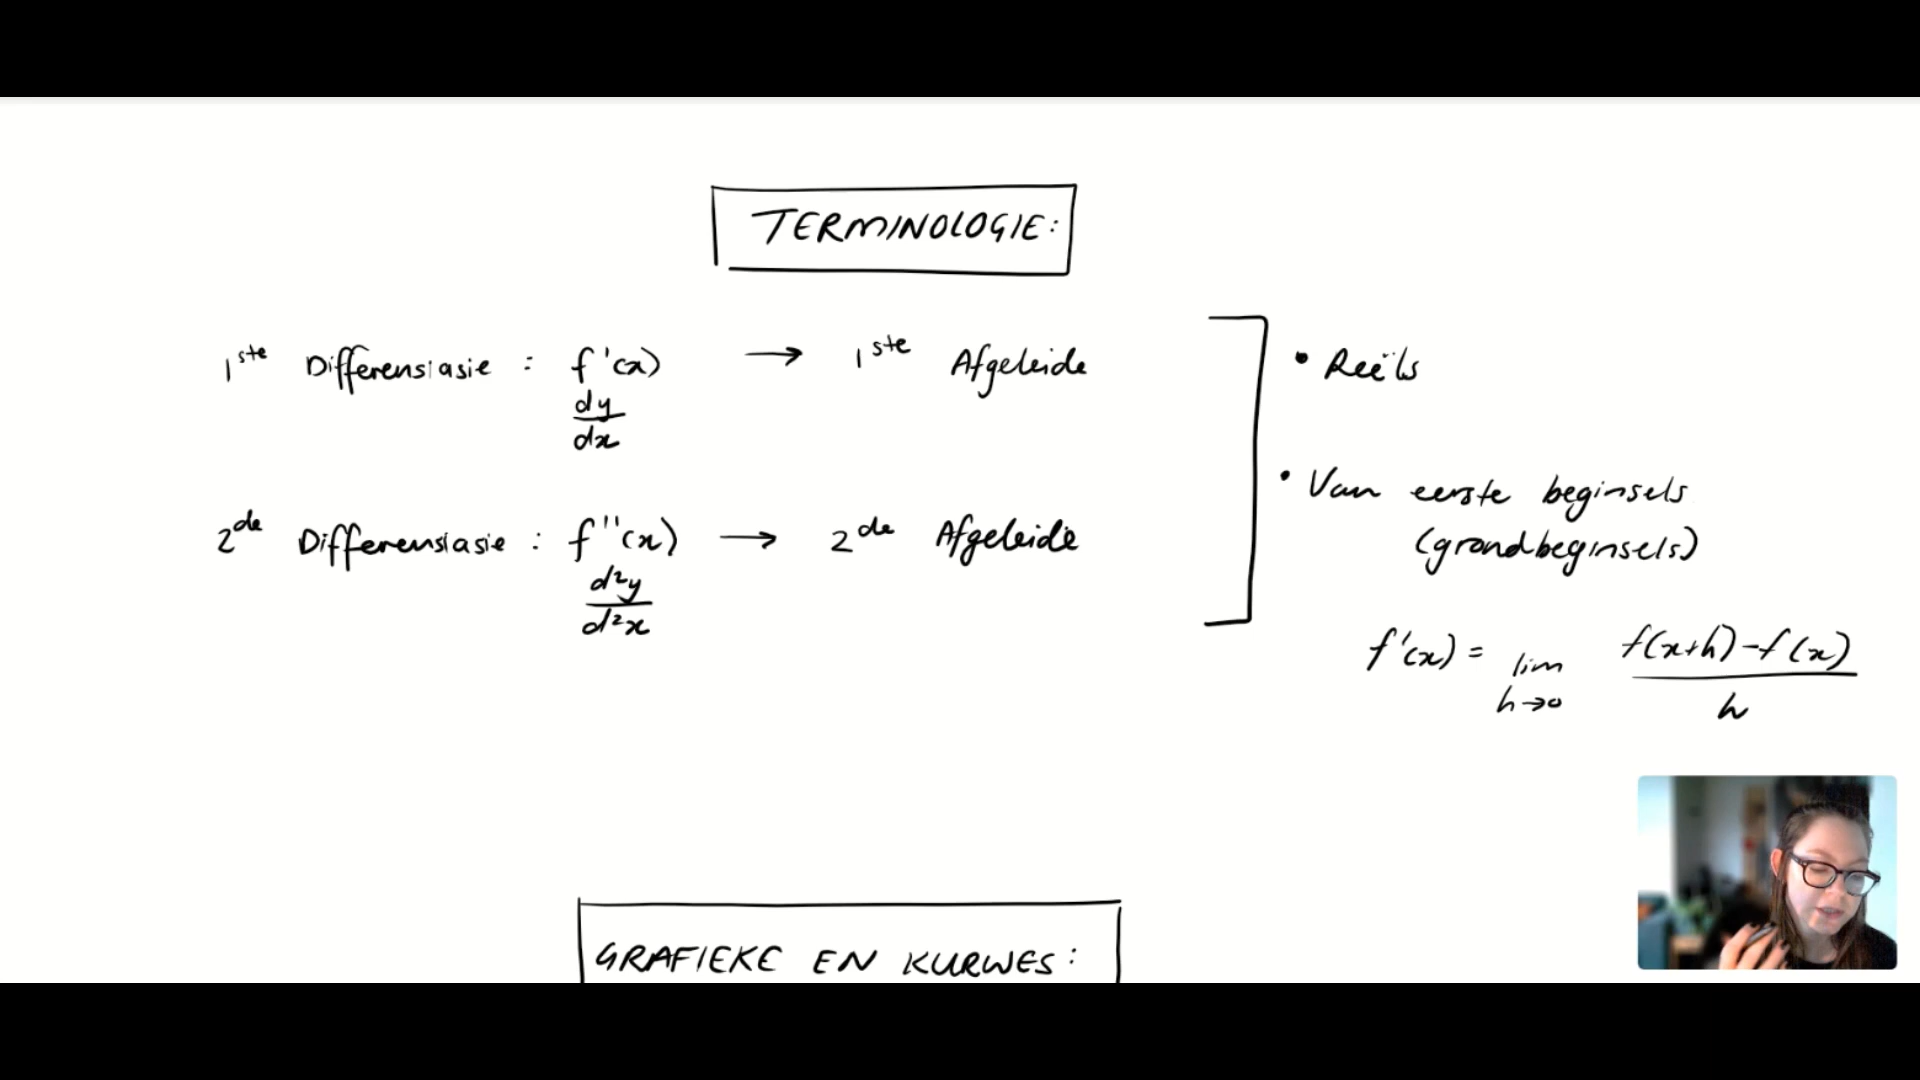 TERMINOLOGIE:
1ste Differensiasie : f'(x) → 1ste Afgeleide
dy
dx
2de Differensiasie : f''(x) → 2de Afgeleide
d²y
d²x
• Reëls
• Van eerste beginsels
(grondbeginsels)
f'(x) = lim f(x+h)-f(x)
h→0 h
GRAFIEKE EN KURWES: